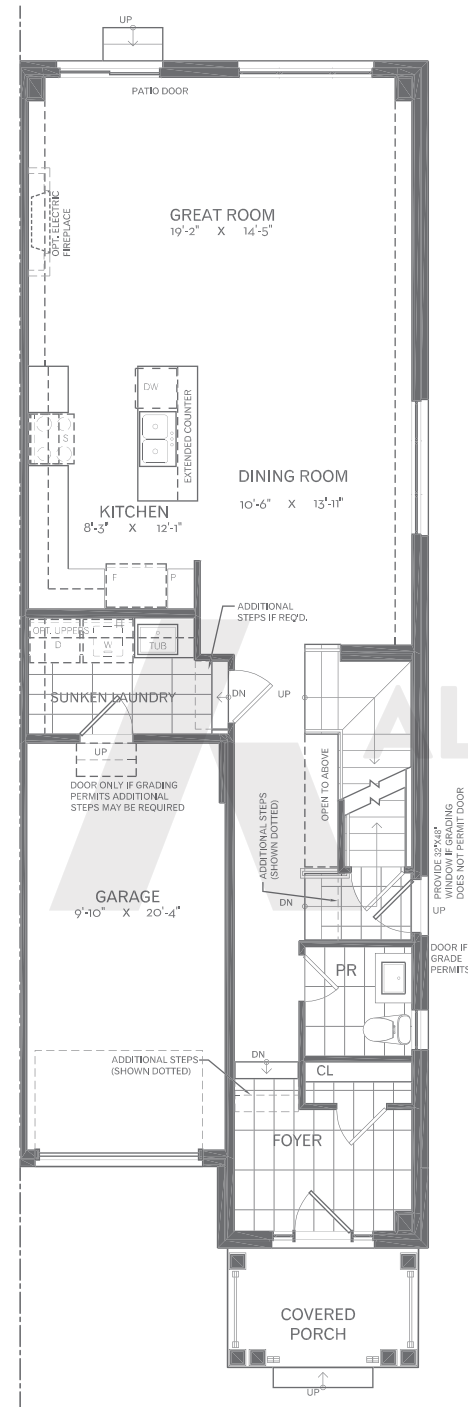 UP
PATIO DOOR
OPT. ELECTRIC
FIREPLACE
GREAT ROOM
19'-2" X 14'-5"
DW
S
EXTENDED COUNTER
DINING ROOM
10'-6" X 13'-11"
KITCHEN
8'-3" X 12'-1"
F
P
ADDITIONAL
STEPS IF REQ'D.
OPT. UPPERS
D
W
TUB
SUNKEN LAUNDRY
DN
UP
AL
UP
DOOR ONLY IF GRADING
PERMITS ADDITIONAL
STEPS MAY BE REQUIRED
OPEN TO ABOVE
ADDITIONAL STEPS
(SHOWN DOTTED)
PROVIDE 32"X48"
WINDOW IF GRADING
DOES NOT PERMIT DOOR
GARAGE
9'-10" X 20'-4"
DN
UP
DOOR IF
GRADE
PERMITS
PR
DN
ADDITIONAL STEPS
(SHOWN DOTTED)
CL
FOYER
COVERED
PORCH
UP